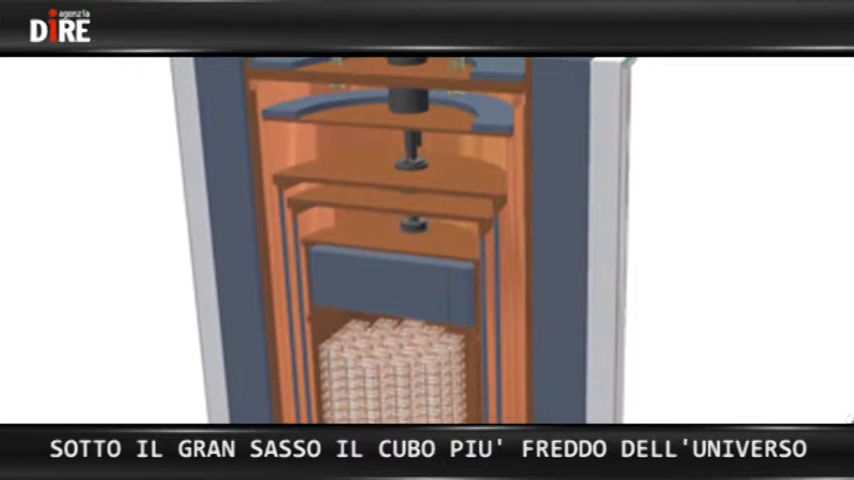 agenzia
DiRE
SOTTO IL GRAN SASSO IL CUBO PIU' FREDDO DELL'UNIVERSO